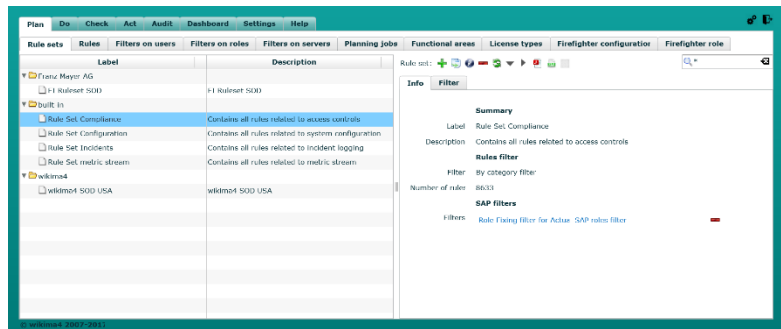 Plan Do Check Act Audit Dashboard Settings Help
Rule sets Rules Filters on users Filters on roles Filters on servers Planning jobs Functional areas License types Firefighter configuration Firefighter role
Label Description
Rule set:
Franz Mayer AG
FI Ruleset SOD FI Ruleset SOD
built in
Rule Set Compliance Contains all rules related to access controls
Rule Set Configuration Contains all rules related to system configuration
Rule Set Incidents Contains all rules related to incident logging
Rule Set metric stream Contains all rules related to metric stream
wikima4
wikima4 SOD USA wikima4 SOD USA
Info Filter
Summary
Label Rule Set Compliance
Description Contains all rules related to access controls
Rules filter
Filter By category filter
Number of rules 8633
SAP filters
Filters Role Fixing filter for Actual SAP roles filter
© wikima4 2007-2011